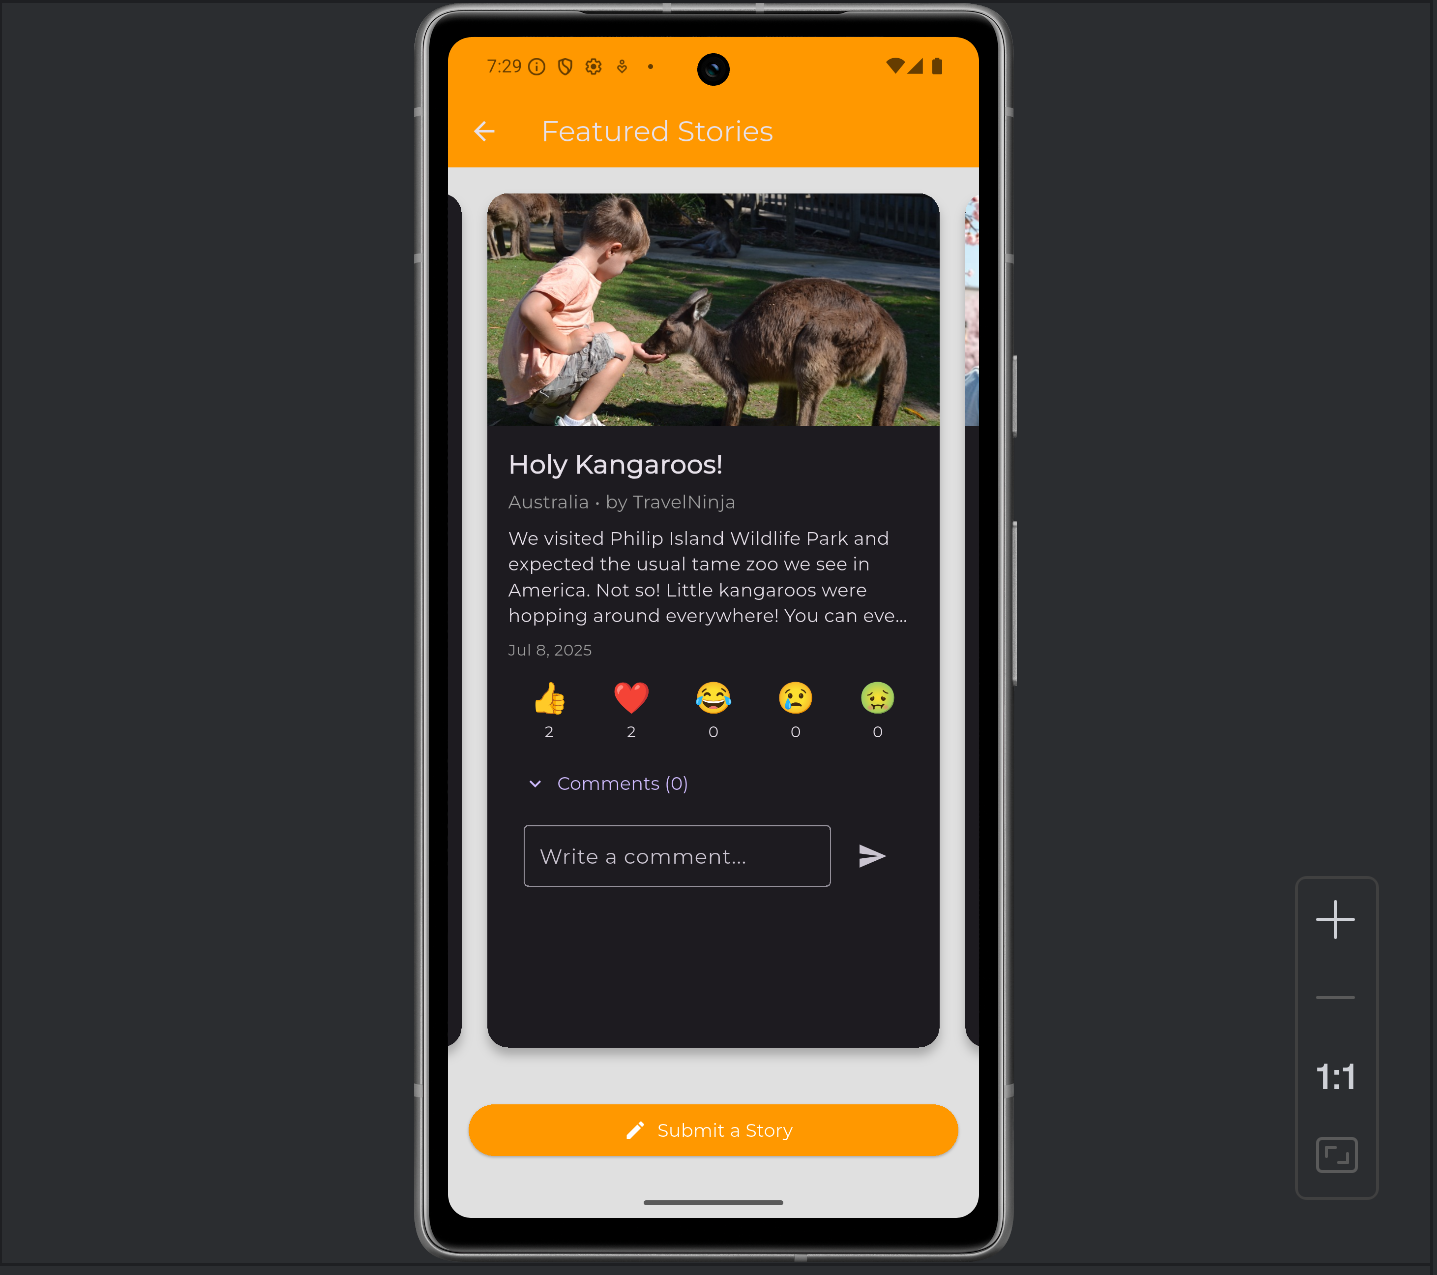 7:29
Featured Stories
Holy Kangaroos!
Australia • by TravelNinja
We visited Philip Island Wildlife Park and
expected the usual tame zoo we see in
America. Not so! Little kangaroos were
hopping around everywhere! You can eve...
Jul 8, 2025
2 2 0 0 0
Comments (0)
Write a comment...
Submit a Story
1:1